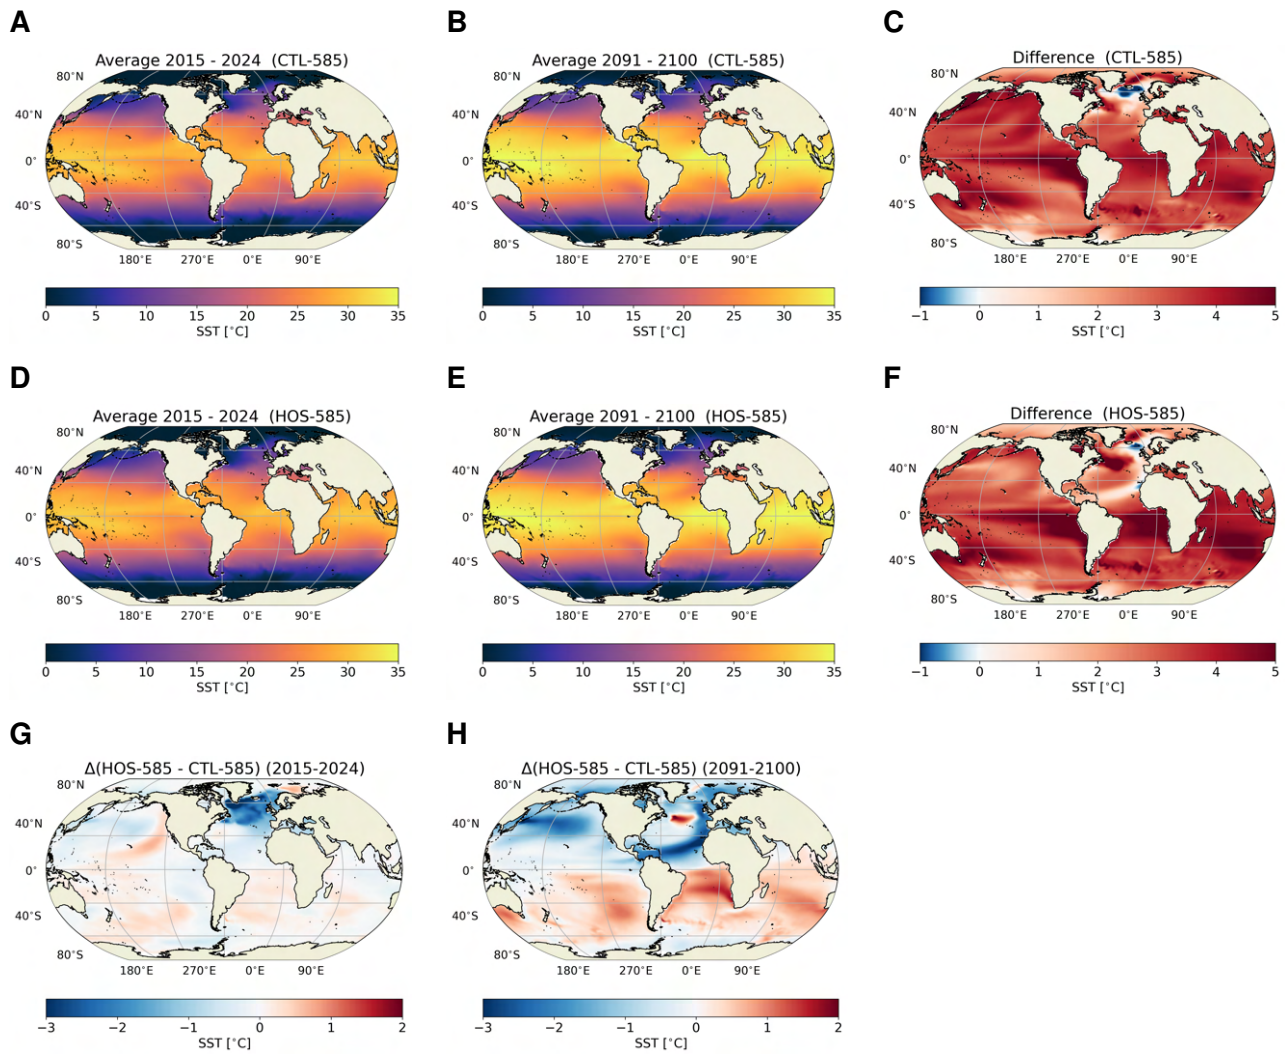 A
B
C
Average 2015 - 2024 (CTL-585)
Average 2091 - 2100 (CTL-585)
Difference (CTL-585)
80°N
40°N
0°
40°S
80°S
180°E 270°E 0°E 90°E
0 5 10 15 20 25 30 35
SST [°C]
80°N
40°N
0°
40°S
80°S
180°E 270°E 0°E 90°E
0 5 10 15 20 25 30 35
SST [°C]
80°N
40°N
0°
40°S
80°S
180°E 270°E 0°E 90°E
−1 0 1 2 3 4 5
SST [°C]
D
E
F
Average 2015 - 2024 (HOS-585)
Average 2091 - 2100 (HOS-585)
Difference (HOS-585)
80°N
40°N
0°
40°S
80°S
180°E 270°E 0°E 90°E
0 5 10 15 20 25 30 35
SST [°C]
80°N
40°N
0°
40°S
80°S
180°E 270°E 0°E 90°E
0 5 10 15 20 25 30 35
SST [°C]
80°N
40°N
0°
40°S
80°S
180°E 270°E 0°E 90°E
−1 0 1 2 3 4 5
SST [°C]
G
H
Δ(HOS-585 - CTL-585) (2015-2024)
Δ(HOS-585 - CTL-585) (2091-2100)
80°N
40°N
0°
40°S
80°S
180°E 270°E 0°E 90°E
−3 −2 −1 0 1 2
SST [°C]
80°N
40°N
0°
40°S
80°S
180°E 270°E 0°E 90°E
−3 −2 −1 0 1 2
SST [°C]